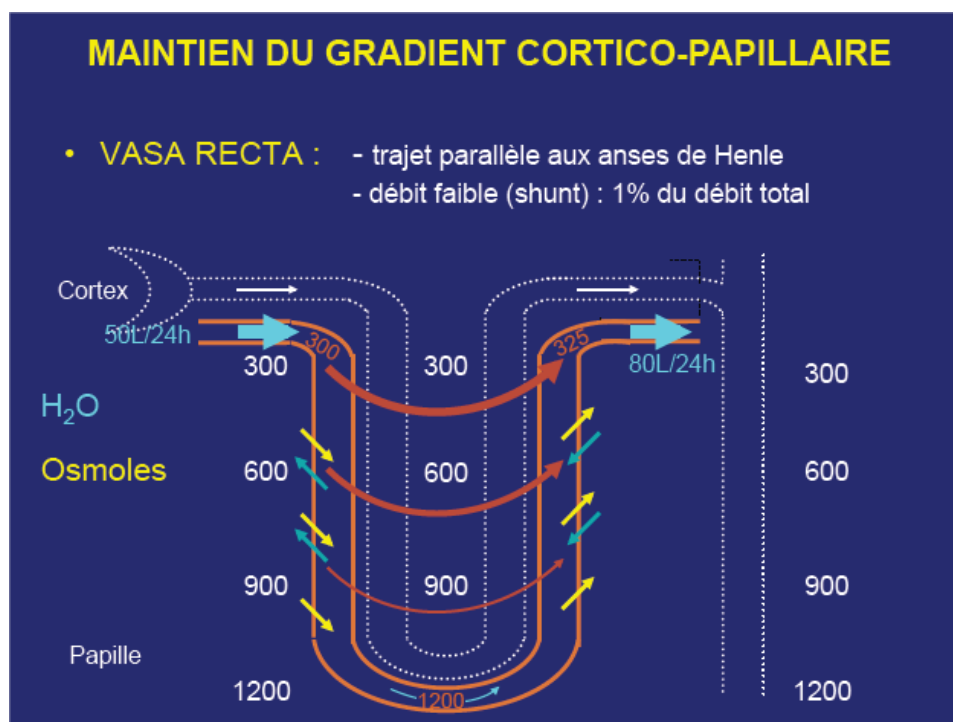 MAINTIEN DU GRADIENT CORTICO-PAPILLAIRE
• VASA RECTA : - trajet parallèle aux anses de Henle
- débit faible (shunt) : 1% du débit total
Cortex
50L/24h
300
325
80L/24h
300
300
300
H₂O
Osmoles
600
600
600
900
900
900
Papille
1200
1200
1200